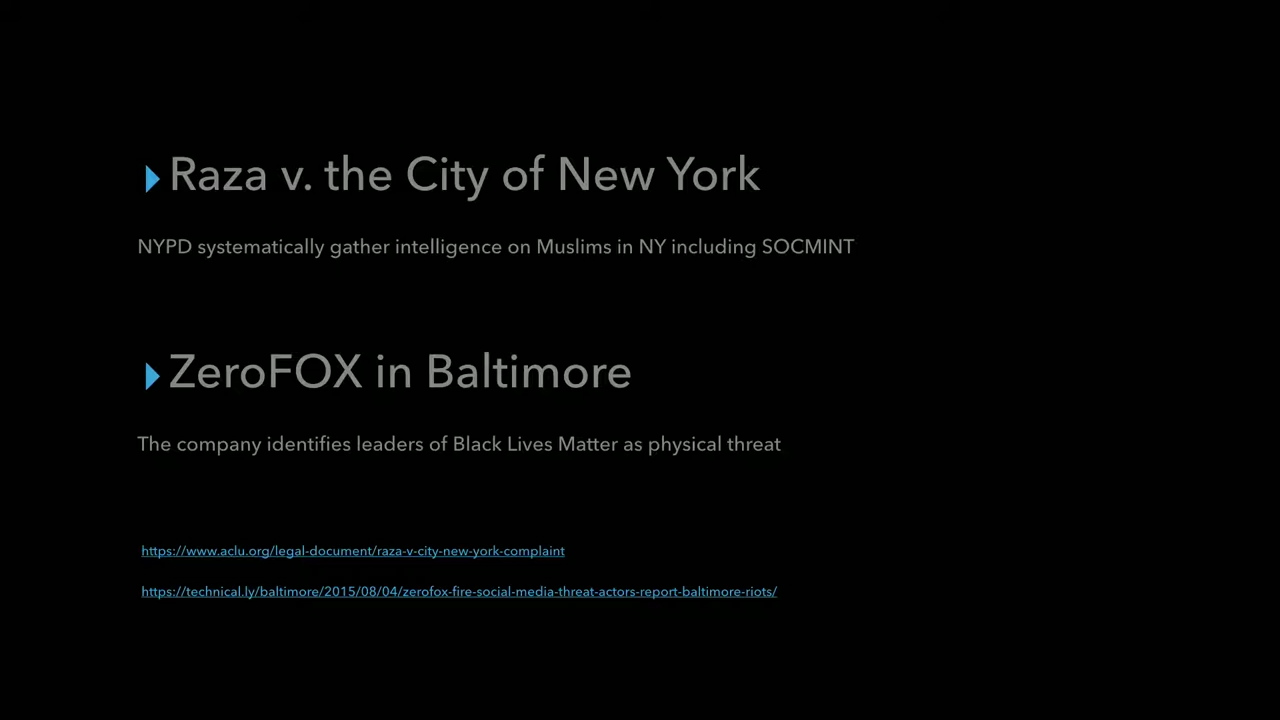 Raza v. the City of New York
NYPD systematically gather intelligence on Muslims in NY including SOCMINT
ZeroFOX in Baltimore
The company identifies leaders of Black Lives Matter as physical threat
https://www.aclu.org/legal-document/raza-v-city-new-york-complaint
https://technical.ly/baltimore/2015/08/04/zerofox-fire-social-media-threat-actors-report-baltimore-riots/